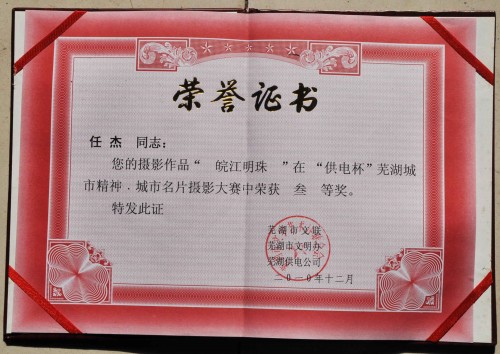 荣誉证书
任杰 同志:
您的摄影作品“ 皖江明珠 ”在“供电杯”芜湖城
市精神·城市名片摄影大赛中荣获 叁 等奖。
特发此证
芜湖市文联
芜湖市文明办
芜湖供电公司
二〇一〇年十二月